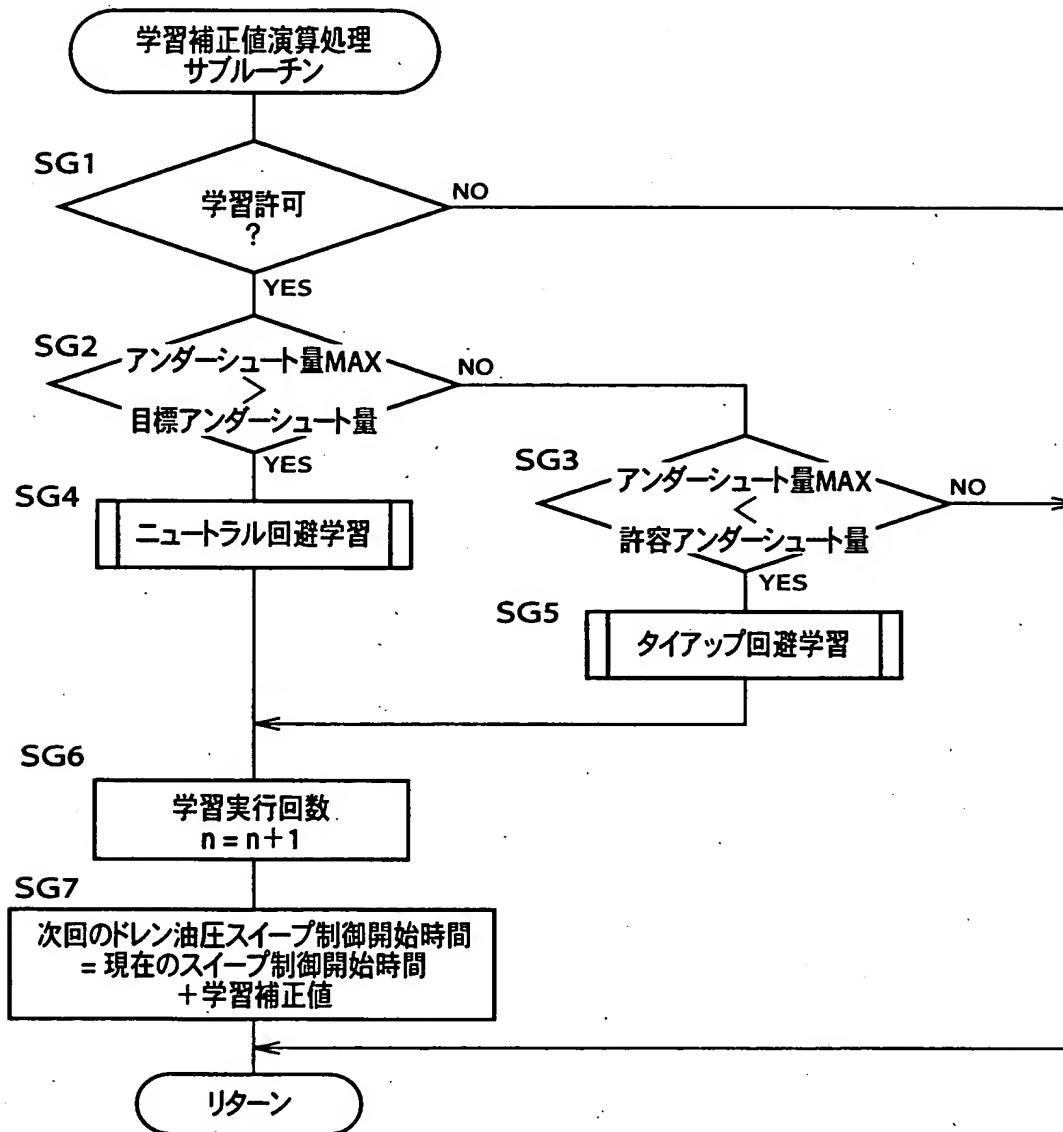 学習補正値演算処理
サブルーチン
SG1
学習許可
?
NO
YES
SG2
アンダーシュート量MAX
>
目標アンダーシュート量
NO
YES
SG3
アンダーシュート量MAX
<
許容アンダーシュート量
NO
YES
SG4
ニュートラル回避学習
SG5
タイアップ回避学習
SG6
学習実行回数
n=n+1
SG7
次回のドレン油圧スイープ制御開始時間
=現在のスイープ制御開始時間
+学習補正値
リターン